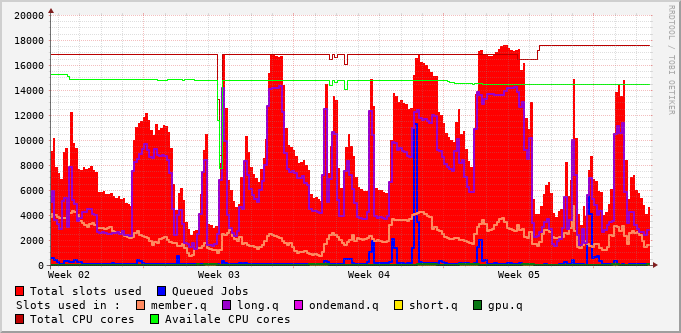 20000
18000
16000
14000
12000
10000
8000
6000
4000
2000
0
Week 02 Week 03 Week 04 Week 05
RRDTOOL / TOBI OETIKER
Total slots used Queued Jobs
Slots used in : member.q long.q ondemand.q short.q gpu.q
Total CPU cores Availale CPU cores